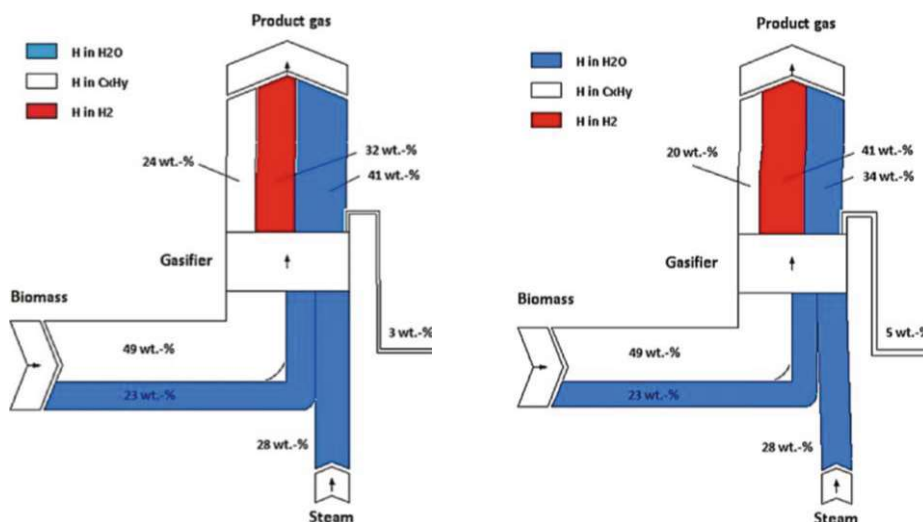 Product gas
H in H2O
H in CxHy
H in H2
24 wt.-%
32 wt.-%
41 wt.-%
Gasifier
Biomass
3 wt.-%
49 wt.-%
23 wt.-%
28 wt.-%
Steam
Product gas
H in H2O
H in CxHy
H in H2
20 wt.-%
41 wt.-%
34 wt.-%
Gasifier
Biomass
5 wt.-%
49 wt.-%
23 wt.-%
28 wt.-%
Steam